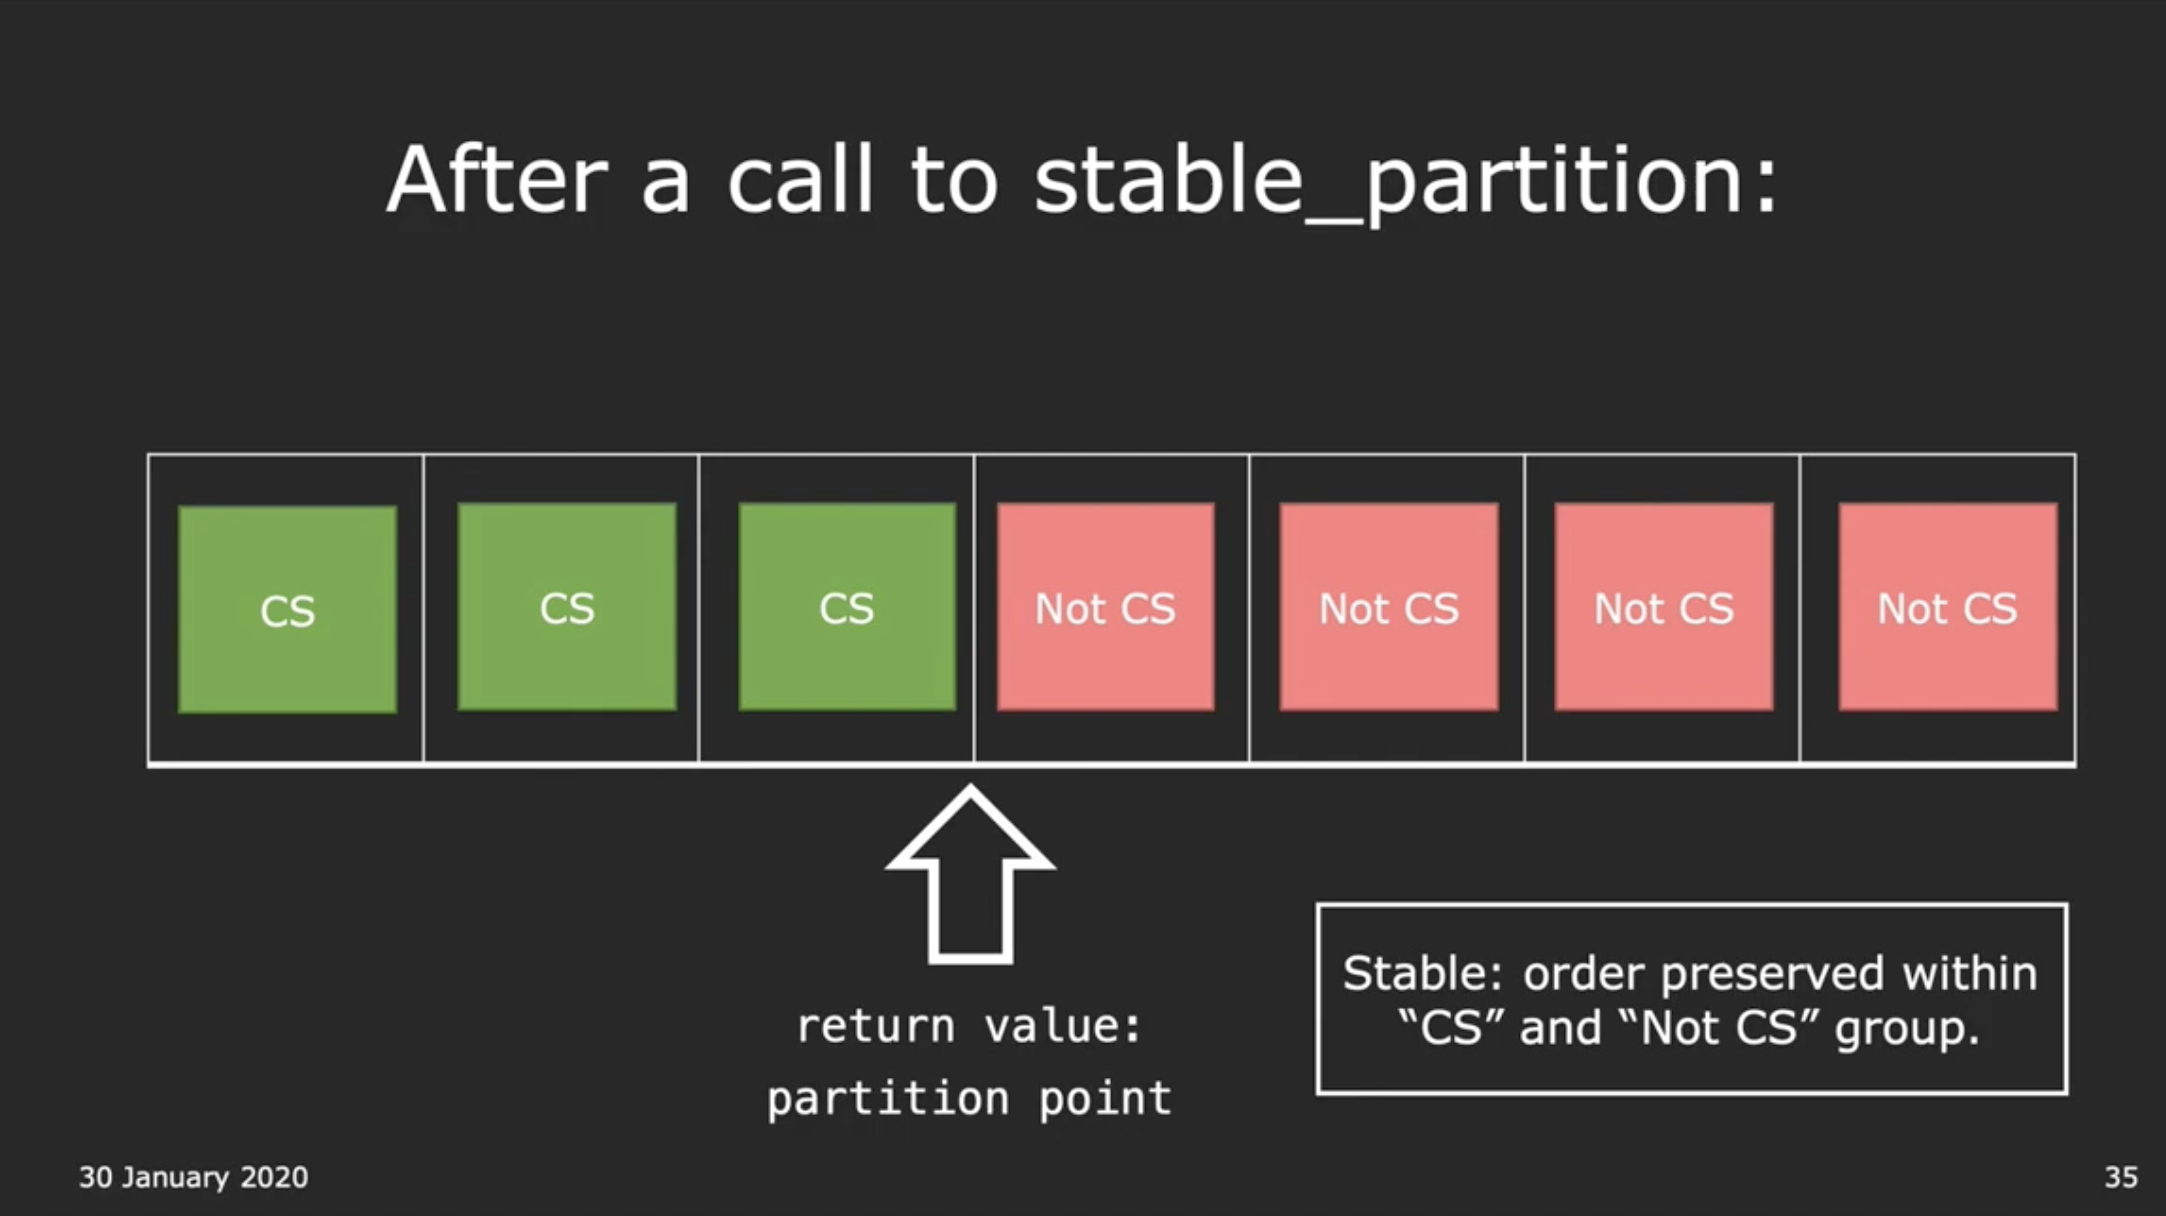 After a call to stable_partition:
CS
CS
CS
Not CS
Not CS
Not CS
Not CS
return value:
partition point
Stable: order preserved within
“CS” and “Not CS” group.
30 January 2020
35